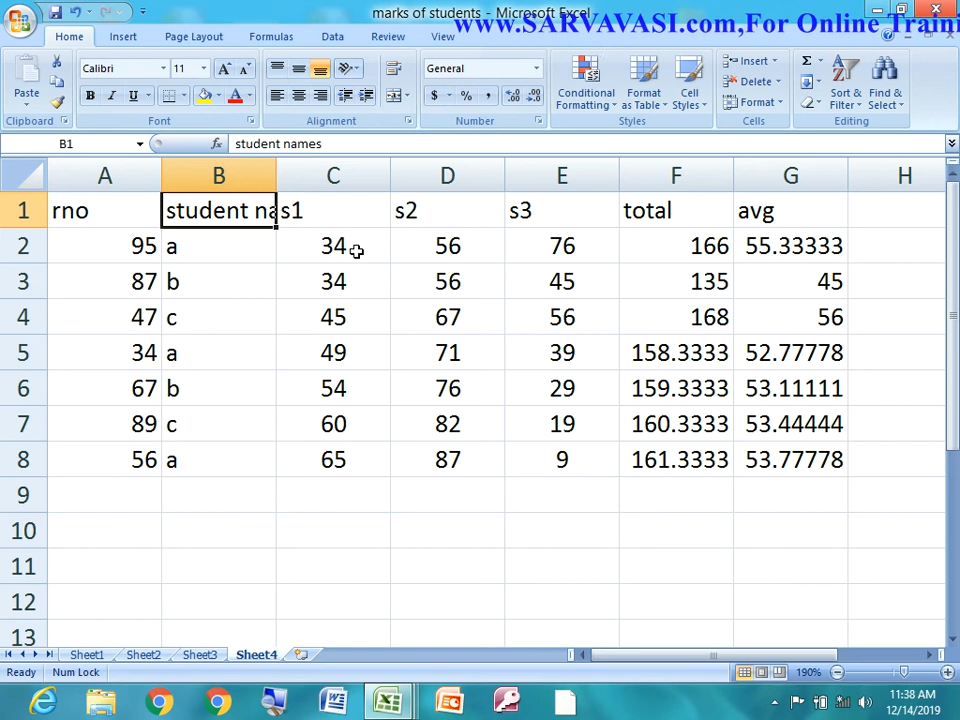 marks of students - Microsoft Excel
www.SARVAVASI.com,For Online Traini
Home Insert Page Layout Formulas Data Review View
Calibri 11 General
Paste
Conditional Formatting
Format as Table
Cell Styles
Insert
Delete
Format
Sort & Filter
Find & Select
Clipboard Font Alignment Number Styles Cells Editing
B1 fx student names
A B C D E F G H
1 rno student na s1 s2 s3 total avg
2 95 a 34 56 76 166 55.33333
3 87 b 34 56 45 135 45
4 47 c 45 67 56 168 56
5 34 a 49 71 39 158.3333 52.77778
6 67 b 54 76 29 159.3333 53.11111
7 89 c 60 82 19 160.3333 53.44444
8 56 a 65 87 9 161.3333 53.77778
9
10
11
12
13
Sheet1 Sheet2 Sheet3 Sheet4
Ready Num Lock 190%
11:38 AM
12/14/2019